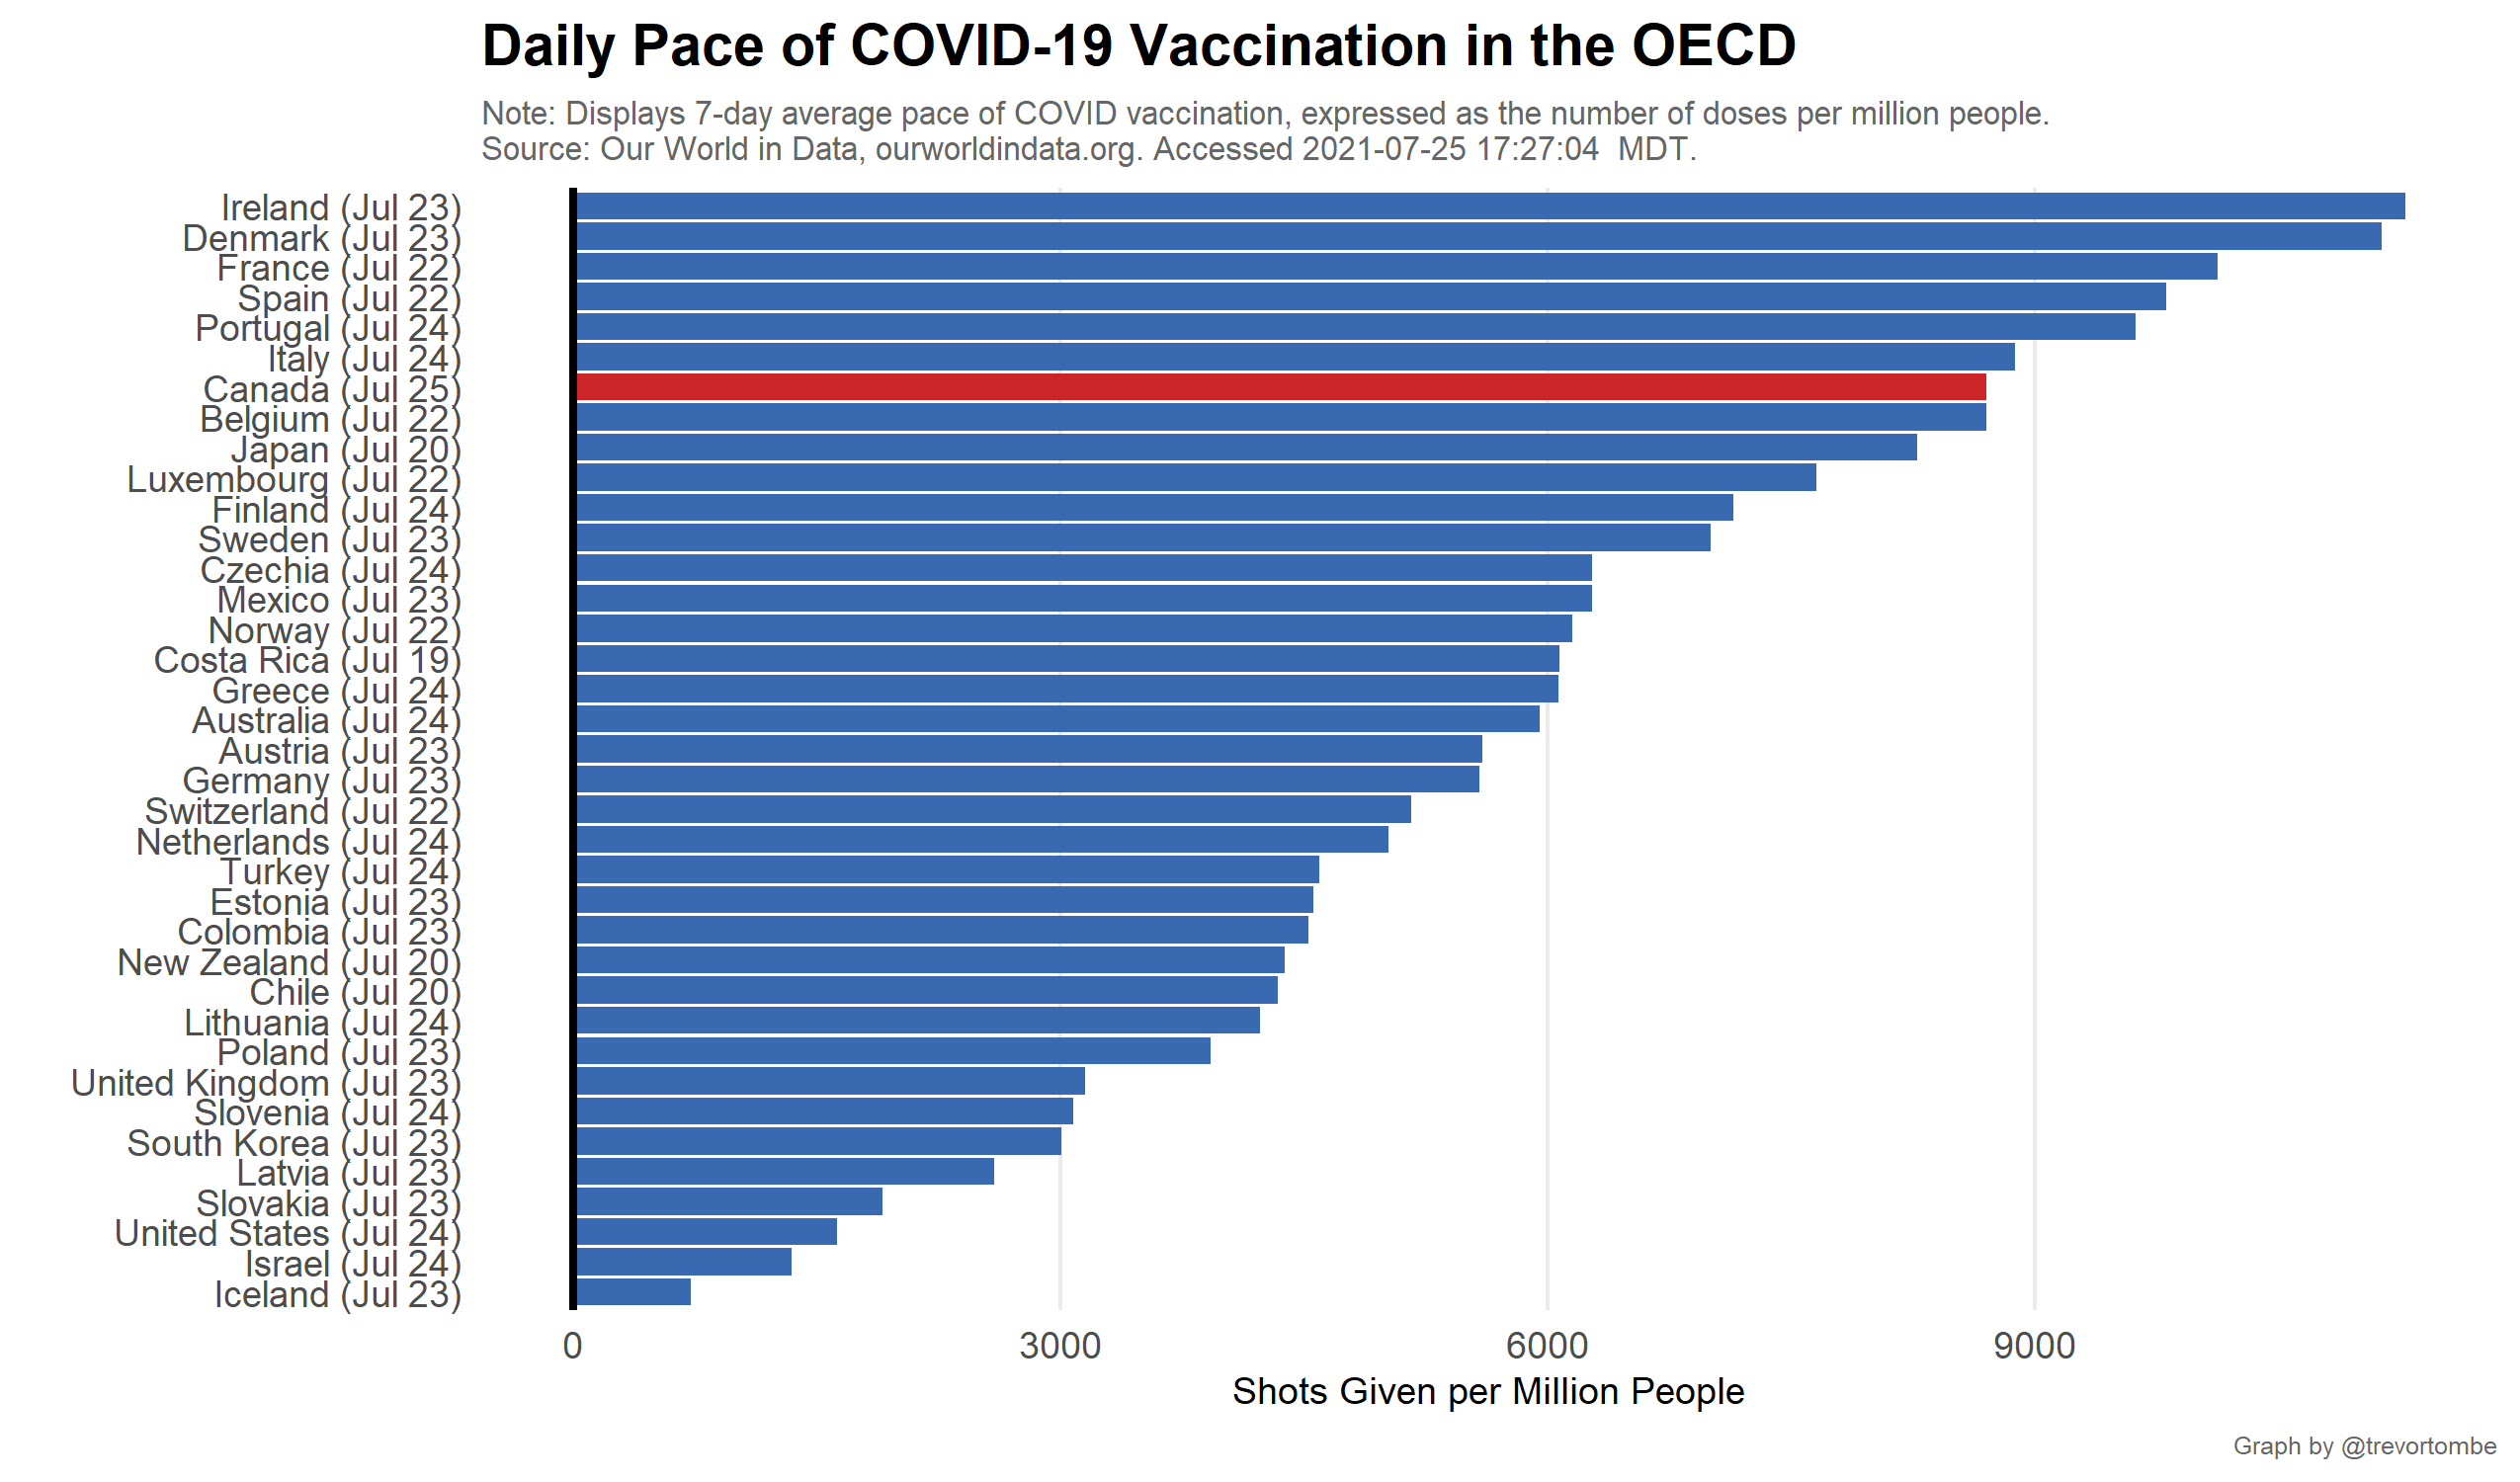 Daily Pace of COVID-19 Vaccination in the OECD
Note: Displays 7-day average pace of COVID vaccination, expressed as the number of doses per million people.
Source: Our World in Data, ourworldindata.org. Accessed 2021-07-25 17:27:04  MDT.
Ireland (Jul 23)
Denmark (Jul 23)
France (Jul 22)
Spain (Jul 22)
Portugal (Jul 24)
Italy (Jul 24)
Canada (Jul 25)
Belgium (Jul 22)
Japan (Jul 20)
Luxembourg (Jul 22)
Finland (Jul 24)
Sweden (Jul 23)
Czechia (Jul 24)
Mexico (Jul 23)
Norway (Jul 22)
Costa Rica (Jul 19)
Greece (Jul 24)
Australia (Jul 24)
Austria (Jul 23)
Germany (Jul 23)
Switzerland (Jul 22)
Netherlands (Jul 24)
Turkey (Jul 24)
Estonia (Jul 23)
Colombia (Jul 23)
New Zealand (Jul 20)
Chile (Jul 20)
Lithuania (Jul 24)
Poland (Jul 23)
United Kingdom (Jul 23)
Slovenia (Jul 24)
South Korea (Jul 23)
Latvia (Jul 23)
Slovakia (Jul 23)
United States (Jul 24)
Israel (Jul 24)
Iceland (Jul 23)
0 3000 6000 9000
Shots Given per Million People
Graph by @trevortombe